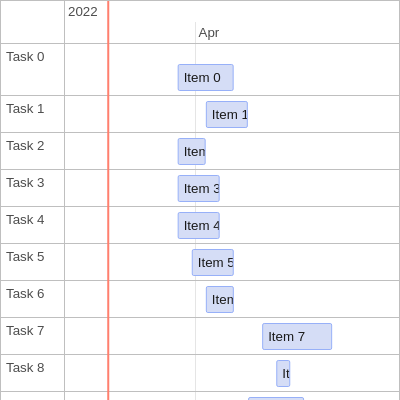 2022
Apr
Task 0
Item 0
Task 1
Item 1
Task 2
Item
Task 3
Item 3
Task 4
Item 4
Task 5
Item 5
Task 6
Item
Task 7
Item 7
Task 8
It